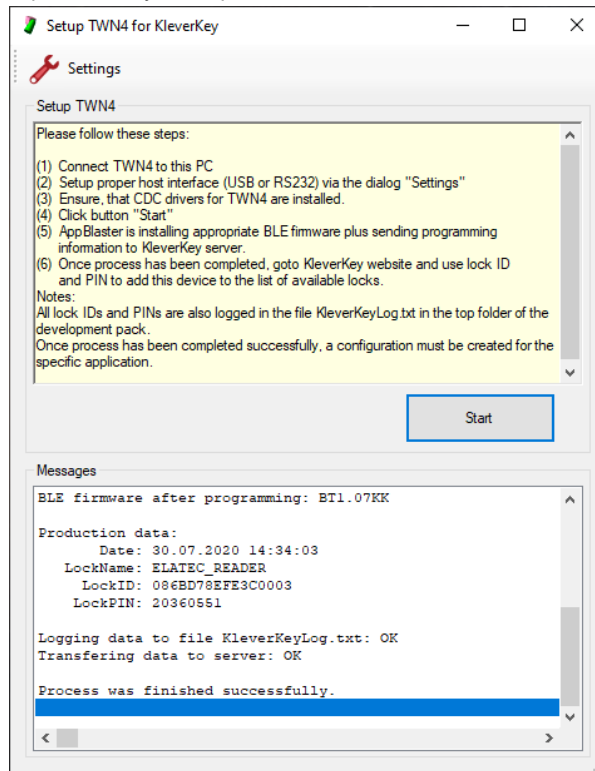 Setup TWN4 for KleverKey
Settings
Setup TWN4
Please follow these steps:
(1) Connect TWN4 to this PC
(2) Setup proper host interface (USB or RS232) via the dialog "Settings"
(3) Ensure, that CDC drivers for TWN4 are installed.
(4) Click button "Start"
(5) AppBlaster is installing appropriate BLE firmware plus sending programming
information to KleverKey server.
(6) Once process has been completed, goto KleverKey website and use lock ID
and PIN to add this device to the list of available locks.
Notes:
All lock IDs and PINs are also logged in the file KleverKeyLog.txt in the top folder of the
development pack.
Once process has been completed successfully, a configuration must be created for the
specific application.
Start
Messages
BLE firmware after programming: BT1.07KK
Production data:
Date: 30.07.2020 14:34:03
LockName: ELATEC_READER
LockID: 086BD78EFE3C0003
LockPIN: 20360551
Logging data to file KleverKeyLog.txt: OK
Transfering data to server: OK
Process was finished successfully.